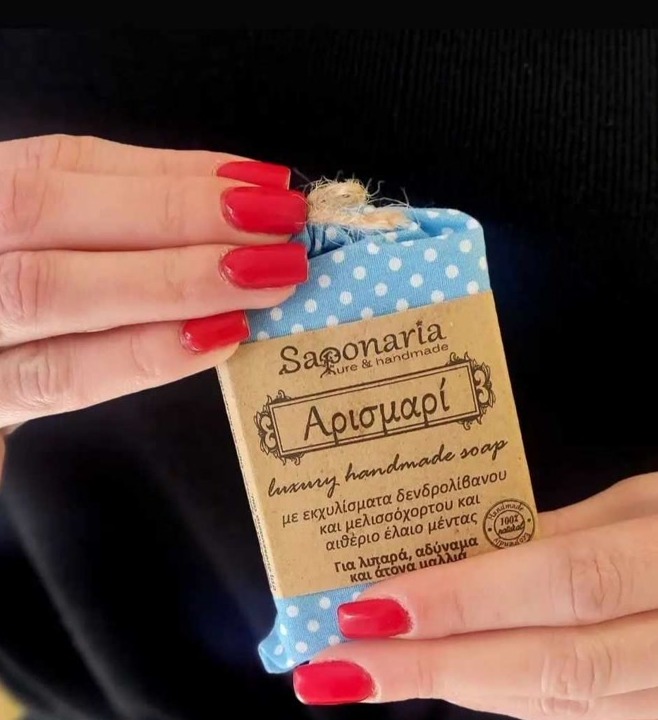 Saponaria
Pure & handmade
Αρισμαρί
luxury handmade soap
με εκχυλίσματα δενδρολίβανου
και μελισσόχορτου και
αιθέριο έλαιο μέντας
Για λιπαρά, αδύναμα
και άτονα μαλλιά
Handmade
100%
natural